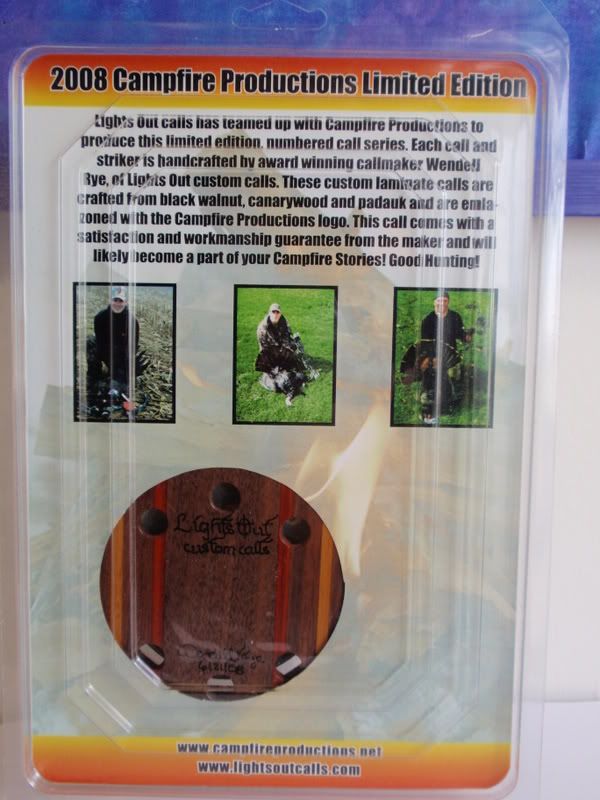 2008 Campfire Productions Limited Edition
Lights Out calls has teamed up with Campfire Productions to
produce this limited edition, numbered call series. Each call and
striker is handcrafted by award winning callmaker Wendell
Rye, of Lights Out custom calls. These custom laminate calls are
crafted from black walnut, canarywood and padauk and are embla-
zoned with the Campfire Productions logo. This call comes with a
satisfaction and workmanship guarantee from the maker and will
likely become a part of your Campfire Stories! Good Hunting!
Lights Out
custom calls
www.campfireproductions.net
www.lightsoutcalls.com